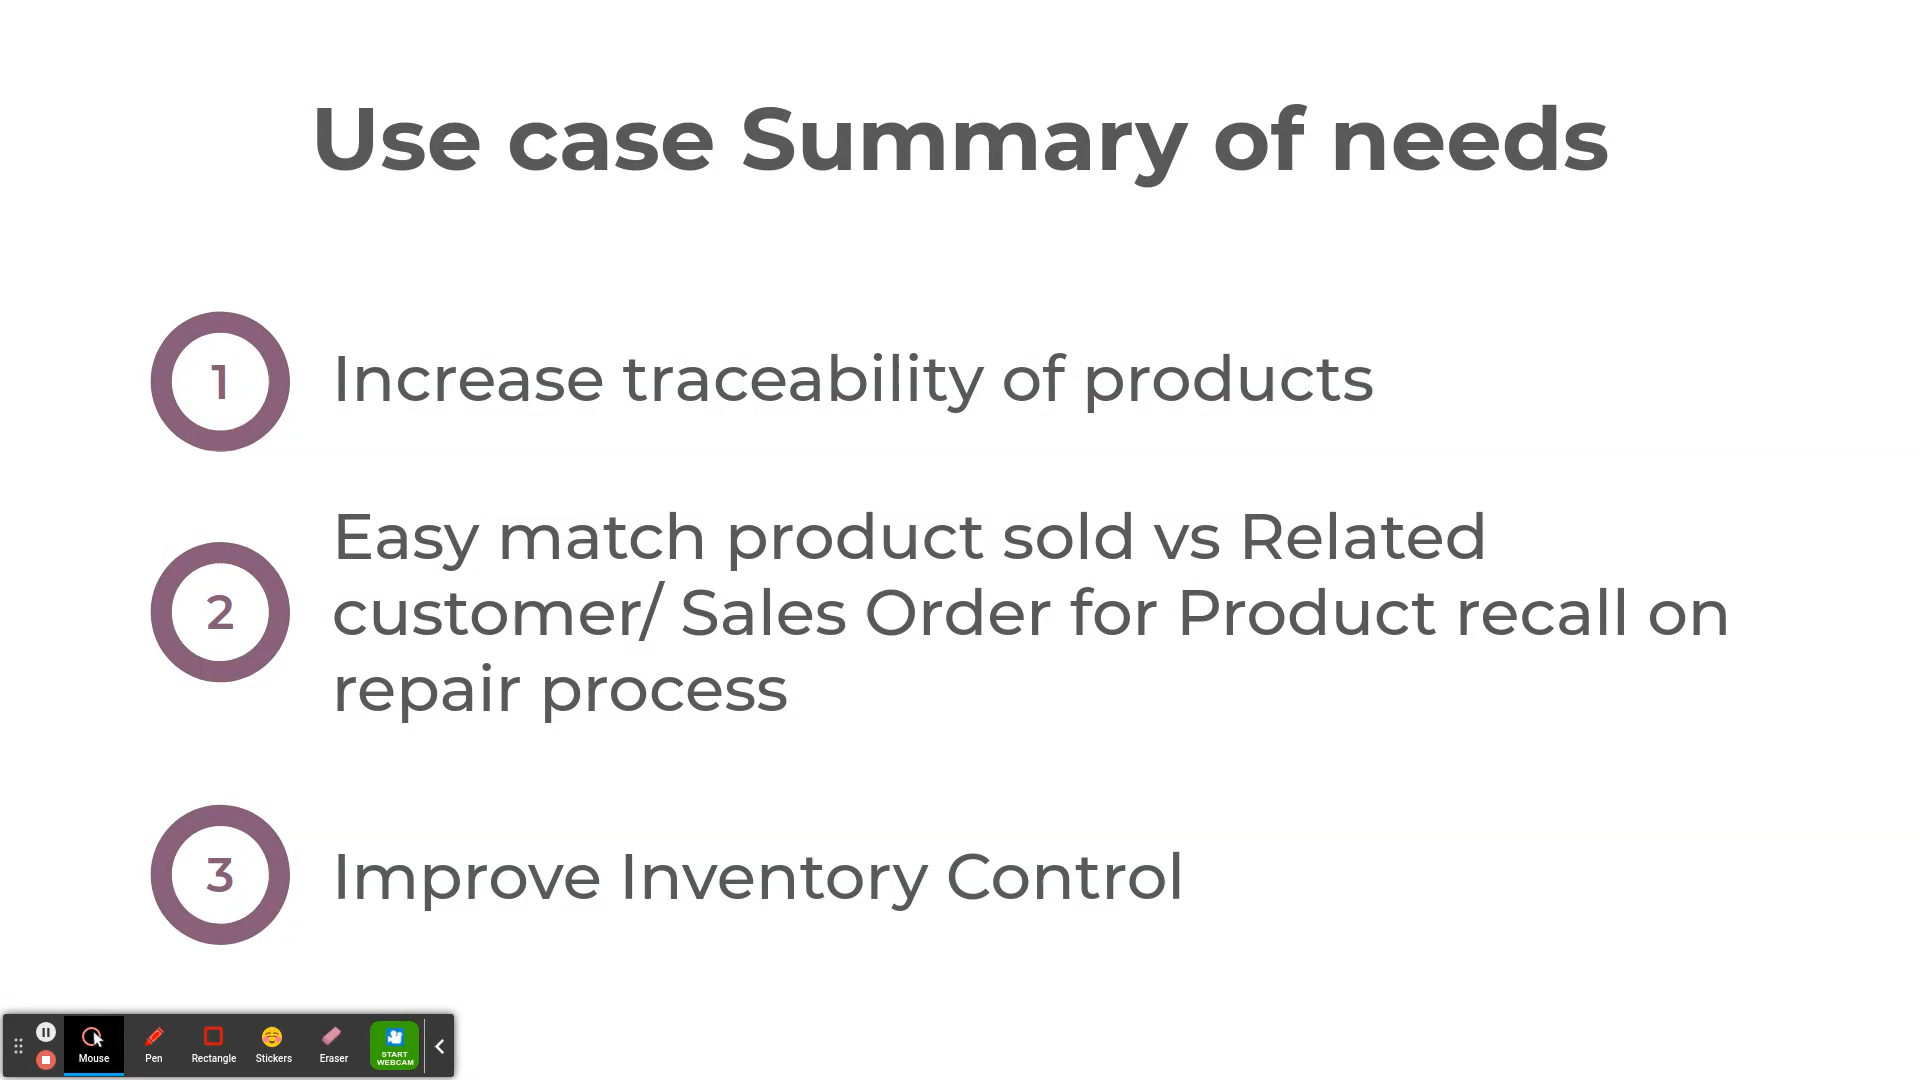 Use case Summary of needs
1
Increase traceability of products
2
Easy match product sold vs Related
customer/ Sales Order for Product recall on
repair process
3
Improve Inventory Control
Mouse
Pen
Rectangle
Stickers
Eraser
START
WEBCAM